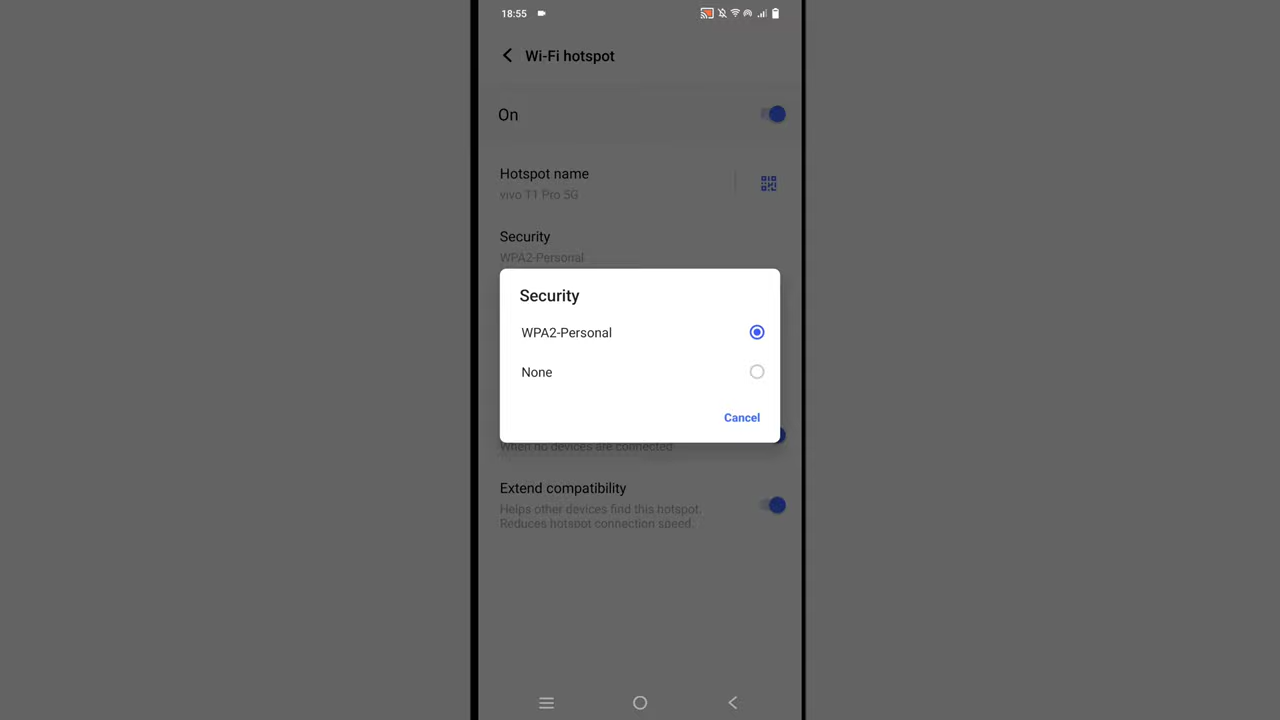 18:55
Wi-Fi hotspot
On
Hotspot name
vivo T1 Pro 5G
Security
WPA2-Personal
Security
WPA2-Personal
None
Cancel
When no devices are connected.
Extend compatibility
Helps other devices find this hotspot.
Reduces hotspot connection speed.